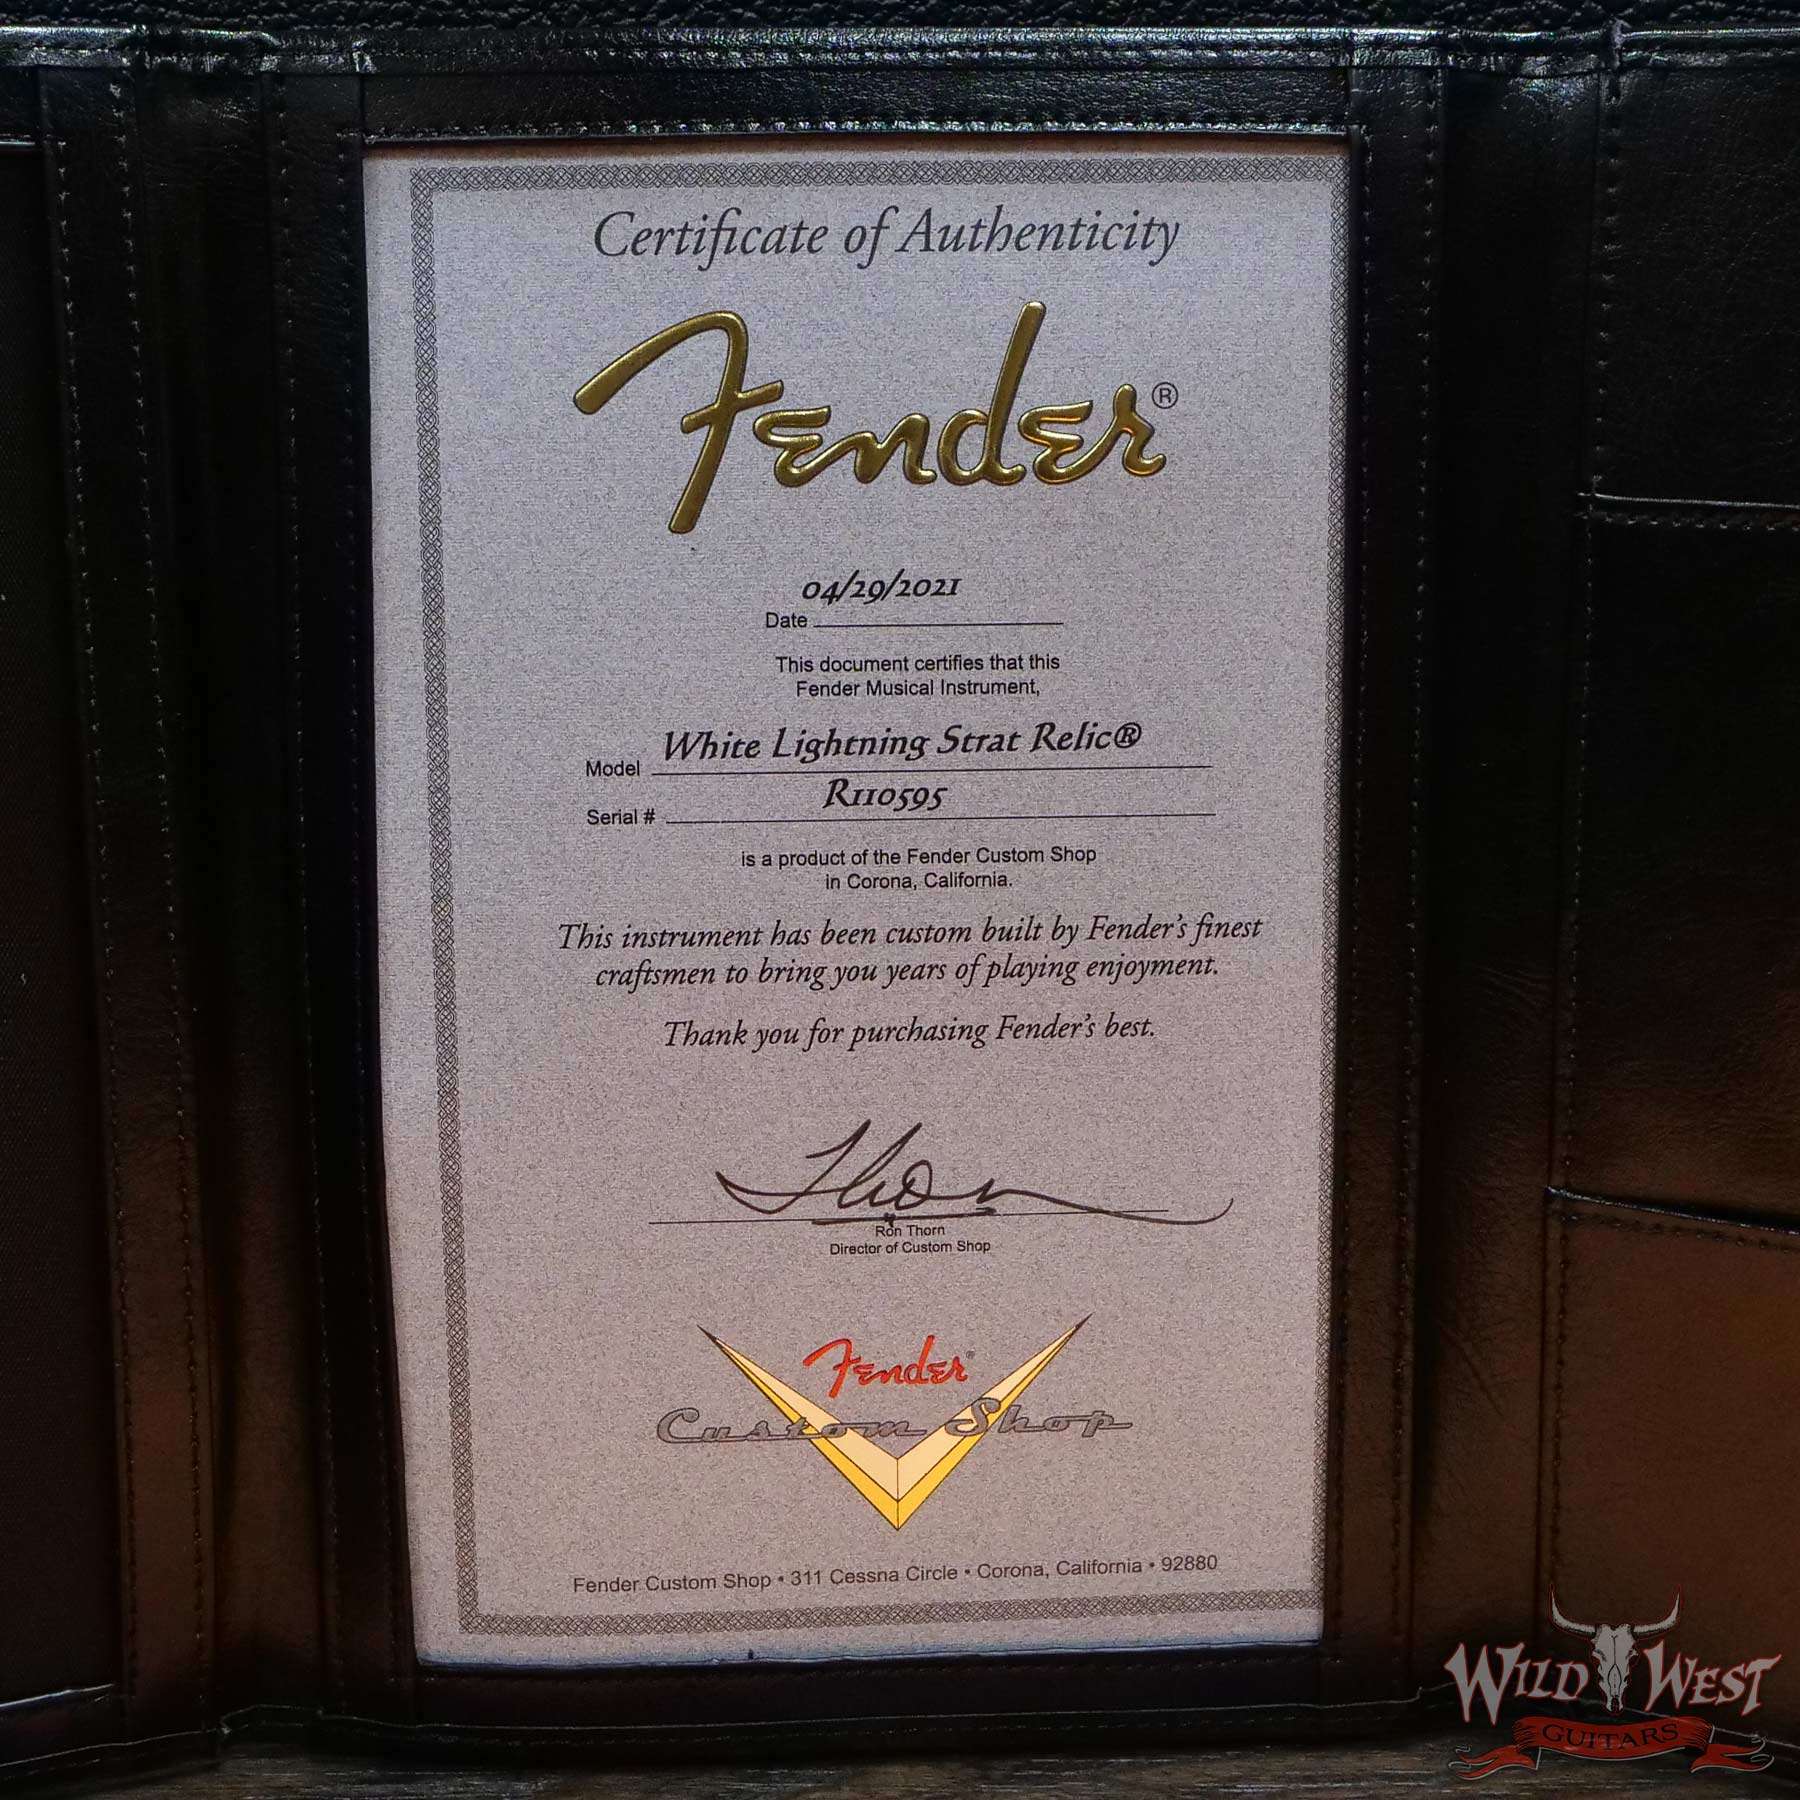 Certificate of Authenticity
Fender®
04/29/2021
Date
This document certifies that this
Fender Musical Instrument,
White Lightning Strat Relic®
Model
R110595
Serial #
is a product of the Fender Custom Shop
in Corona, California.
This instrument has been custom built by Fender's finest
craftsmen to bring you years of playing enjoyment.
Thank you for purchasing Fender's best.
Thorn
Ron Thorn
Director of Custom Shop
Fender®
Custom Shop
Fender Custom Shop • 311 Cessna Circle • Corona, California • 92880
WILD WEST
GUITARS